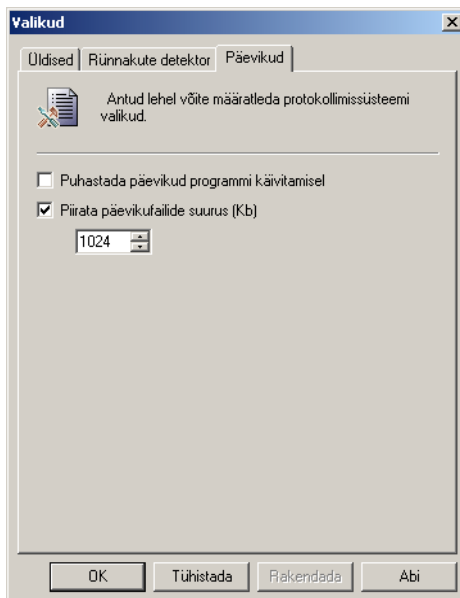 Valikud
Üldised Rünnakute detektor Päevikud
Antud lehel võite määratleda protokollimissüsteemi
valikud.
Puhastada päevikud programmi käivitamisel
Piirata päevikufailide suurus (Kb)
1024
OK Tühistada Rakendada Abi